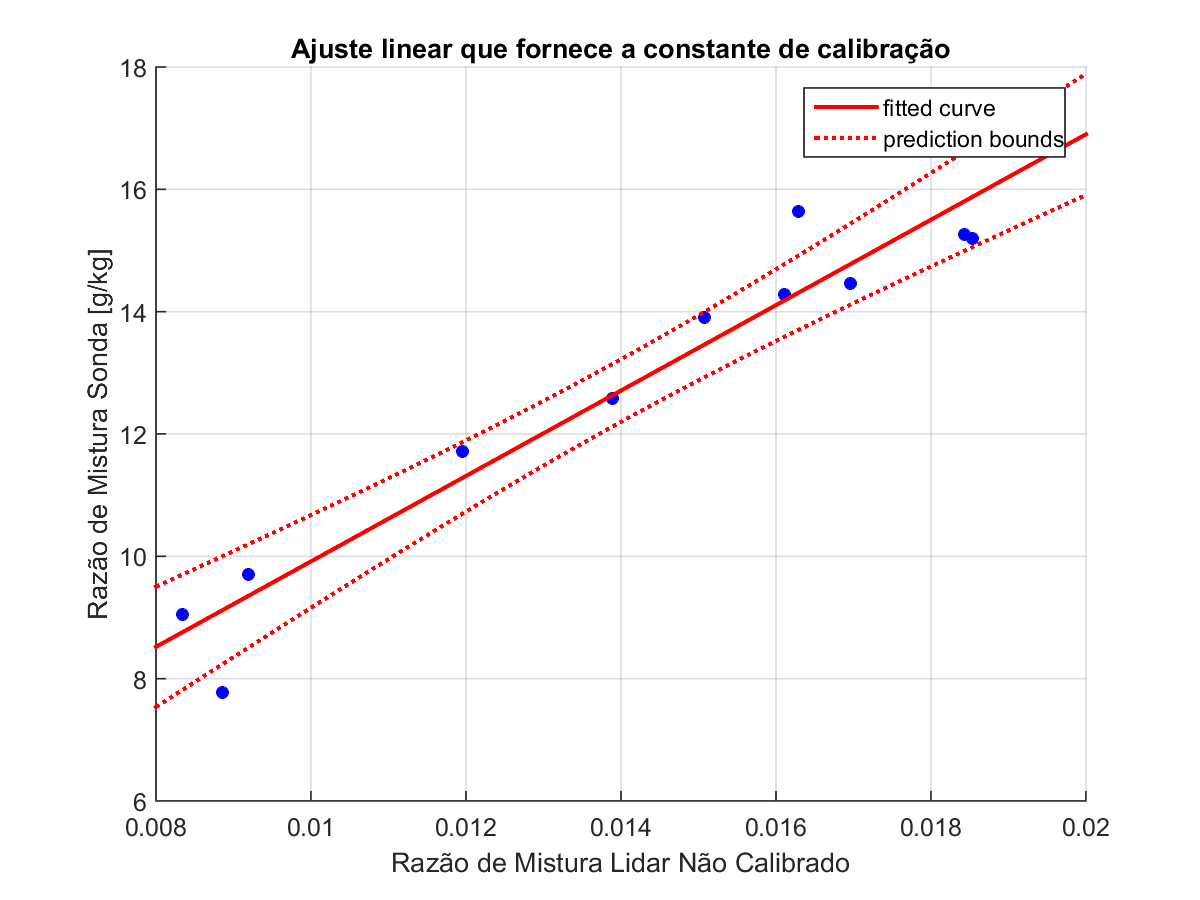 Ajuste linear que fornece a constante de calibração
fitted curve
prediction bounds
18
16
14
12
10
8
6
Razão de Mistura Sonda [g/kg]
0.008 0.01 0.012 0.014 0.016 0.018 0.02
Razão de Mistura Lidar Não Calibrado